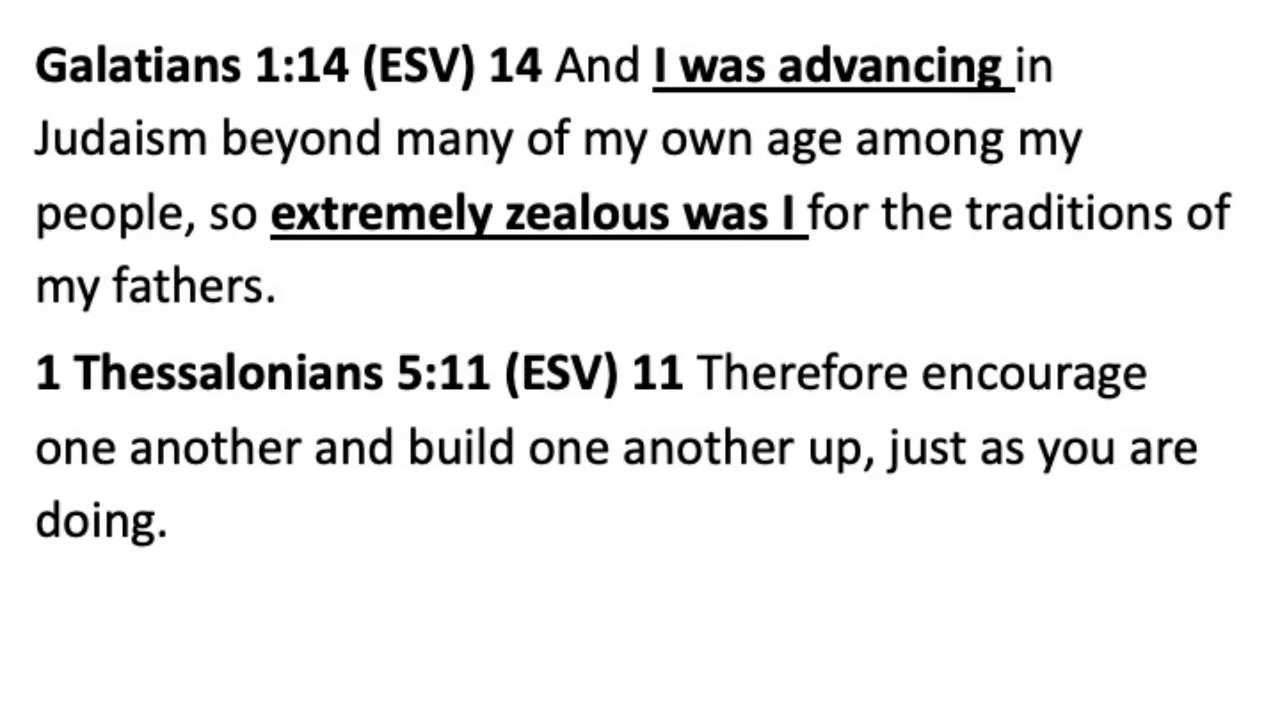 Galatians 1:14 (ESV) 14 And I was advancing in
Judaism beyond many of my own age among my
people, so extremely zealous was I for the traditions of
my fathers.
1 Thessalonians 5:11 (ESV) 11 Therefore encourage
one another and build one another up, just as you are
doing.